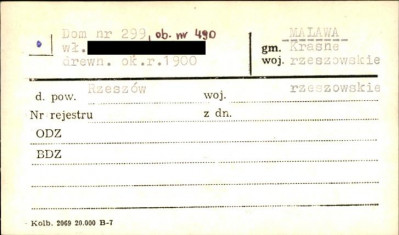 Dom nr 299, ob. nr 490
MALAWA
wł.
gm. Krasne
drewn. ok.r.1900
woj. rzeszowskie
d. pow. Rzeszów woj. rzeszowskie
Nr rejestru z dn.
ODZ
BDZ
Kolb. 2069 20.000 B-7